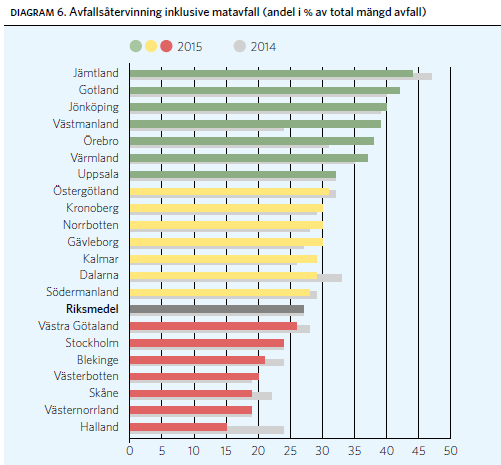 DIAGRAM 6. Avfallsåtervinning inklusive matavfall (andel i % av total mängd avfall)
2015 2014
Jämtland
Gotland
Jönköping
Västmanland
Örebro
Värmland
Uppsala
Östergötland
Kronoberg
Norrbotten
Gävleborg
Kalmar
Dalarna
Södermanland
Riksmedel
Västra Götaland
Stockholm
Blekinge
Västerbotten
Skåne
Västernorrland
Halland
0 5 10 15 20 25 30 35 40 45 50